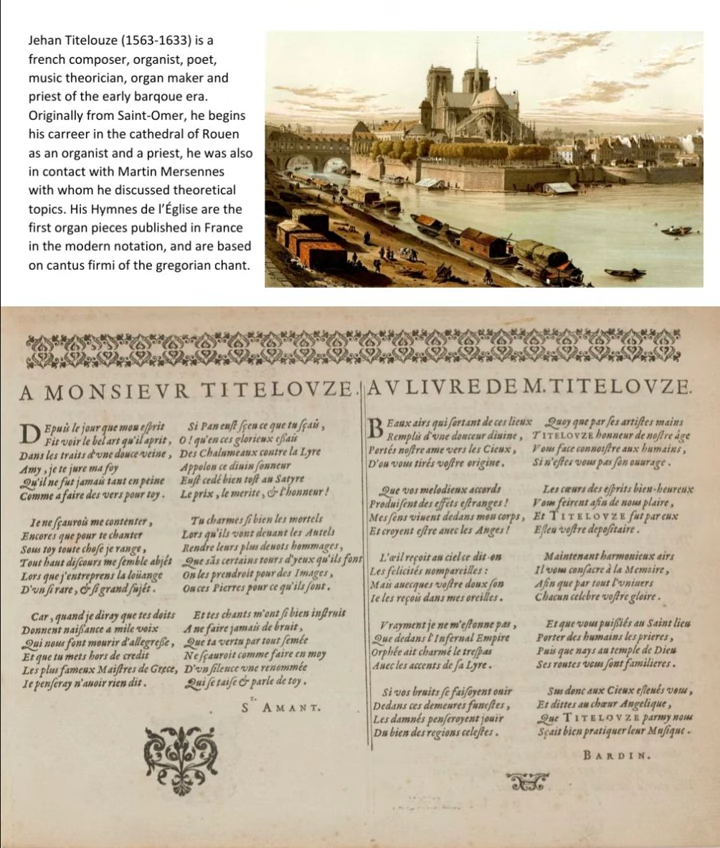 Jehan Titelouze (1563-1633) is a
french composer, organist, poet,
music theorician, organ maker and
priest of the early barqoue era.
Originally from Saint-Omer, he begins
his carreer in the cathedral of Rouen
as an organist and a priest, he was also
in contact with Martin Mersennes
with whom he discussed theoretical
topics. His Hymnes de l’Église are the
first organ pieces published in France
in the modern notation, and are based
on cantus firmi of the gregorian chant.
A MONSIEVR TITELOVZE.
DEpuis le jour que mon eſprit
Fit voir le bel art qu'il aprit,
Dans les traits d'vne douce veine,
Amy, je te jure ma foy
Qu'il ne fut jamais tant en peine
Comme a faire des vers pour toy.
Ie ne ſçaurois me contenter,
Encores que pour te chanter
Sous toy toute choſe je range,
Tout haut diſcours me ſemble abjét
Lors que j'entreprens la loüange
D'vn ſi rare, & ſi grand ſujét.
Car, quand je diray que tes doits
Donnent naiſſance a mile voix
Qui nous font mourir d'allegreſſe,
Et que tu mets hors de credit
Les plus fameux Maiſtres de Grece,
Ie penſeray n'auoir rien dit.
Si Pan euſt ſçeu ce que tu ſçais,
O! qu'en ces glorieux eſſais
Des Chalumeaux contre la Lyre
Appolon ce diuin ſonneur
Euſt cedé bien toſt au Satyre
Le prix, le merite, & l'honneur!
Tu charmes ſi bien les mortels
Lors qu'ils vont deuant les Autels
Rendre leurs plus deuots hommages,
Que sãs certains tours d'yeux qu'ils font
On les prendroit pour des Images,
Ou ces Pierres pour ce qu'ils ſont.
Et tes chants m'ont ſi bien inſtruit
A ne faire jamais de bruit,
Que ta vertu par tout ſemée
Ne ſçauroit comme faire en moy
D'vn ſilence vne renommée
Qui ſe taiſe & parle de toy.
ST. AMANT.
AV LIVRE DE M. TITELOVZE.
BEaux airs qui ſortant de ces lieux
Remplis d'vne douceur diuine,
Portés noſtre ame vers les Cieux,
D'ou vous tirés voſtre origine.
Que vos melodieux accords
Produiſent des effets eſtranges!
Mes ſens viuent dedans mon corps,
Et croyent eſtre auec les Anges!
L'œil reçoit au ciel ce dit-on
Les felicités nompareilles:
Mais auecques voſtre doux ſon
Ie les reçois dans mes oreilles.
Vrayment je ne m'eſtonne pas,
Que dedans l'Infernal Empire
Orphée ait charmé le treſpas
Auec les accents de ſa Lyre.
Si vos bruits ſe faiſoyent ouir
Dedans ces demeures funeſtes,
Les damnés penſeroyent jouir
Du bien des regions celeſtes.
Quoy que par ſes artiſtes mains
TITELOVZE honneur de noſtre âge
Vous face connoiſtre aux humains,
Si n'eſtes vous pas ſon ouurage.
Les cœurs des eſprits bien-heureux
Vous feirent afin de nous plaire,
Et TITELOVZE fut par eux
Eſleu voſtre depoſitaire.
Maintenant harmonieux airs
Il vous conſacre à la Memoire,
Afin que par tout l'vniuers
Chacun celebre voſtre gloire.
Et que vous puiſſiés au Saint lieu
Porter des humains les prieres,
Puis que nays au temple de Dieu
Ses routes vous ſont familieres.
Sus donc aux Cieux eſleués vous,
Et dittes au chœur Angelique,
Que TITELOVZE parmy nous
Sçait bien pratiquer leur Muſique.
BARDIN.